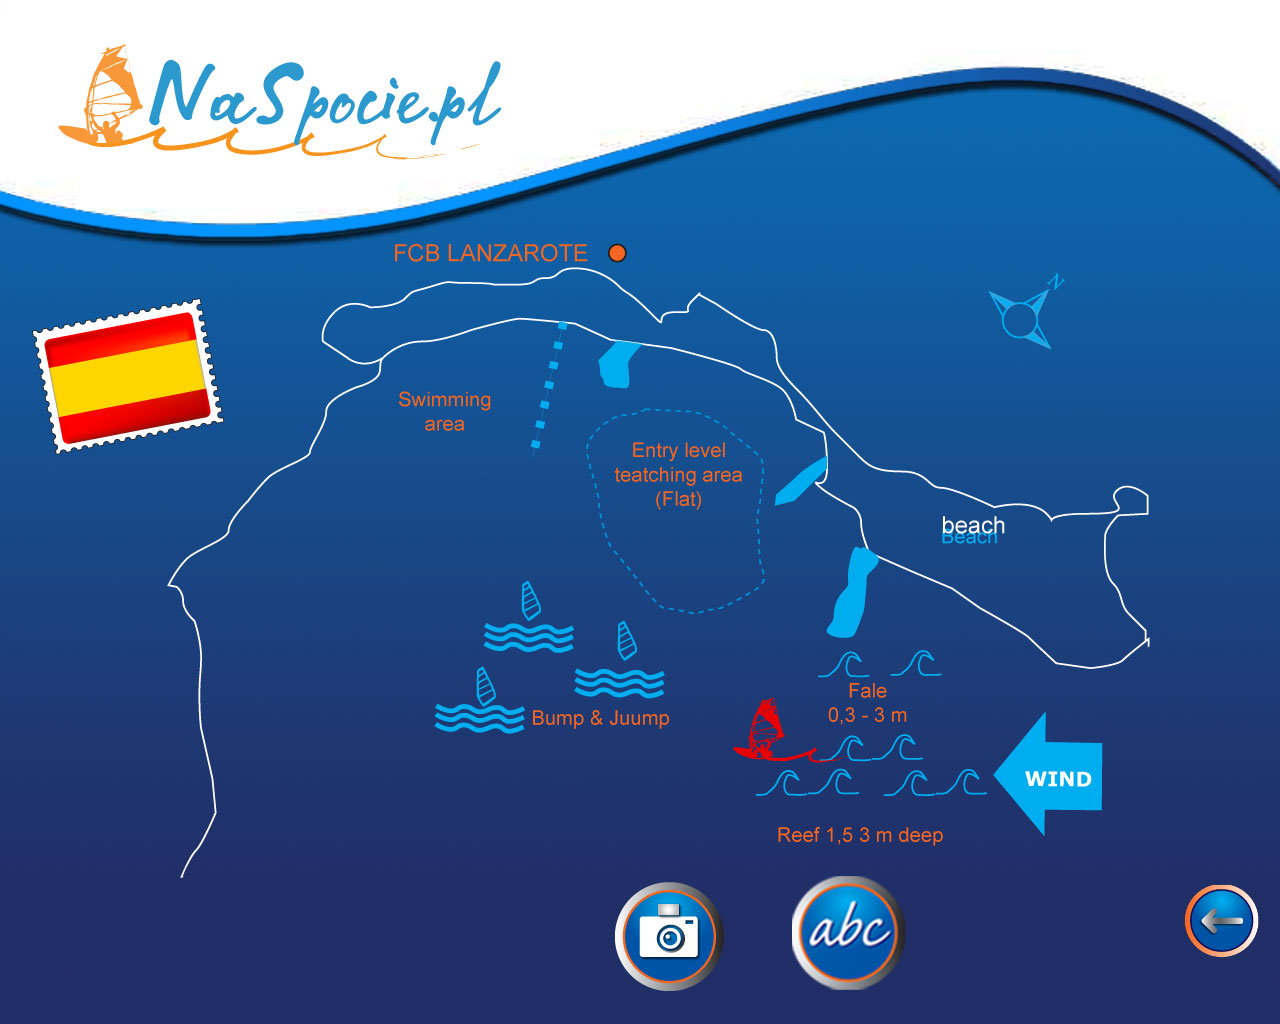 NaSpocie.pl
FCB LANZAROTE
N
Swimming
area
Entry level
teatching area
(Flat)
beach
Beach
Bump & Juump
Fale
0,3 - 3 m
WIND
Reef 1,5 3 m deep
abc